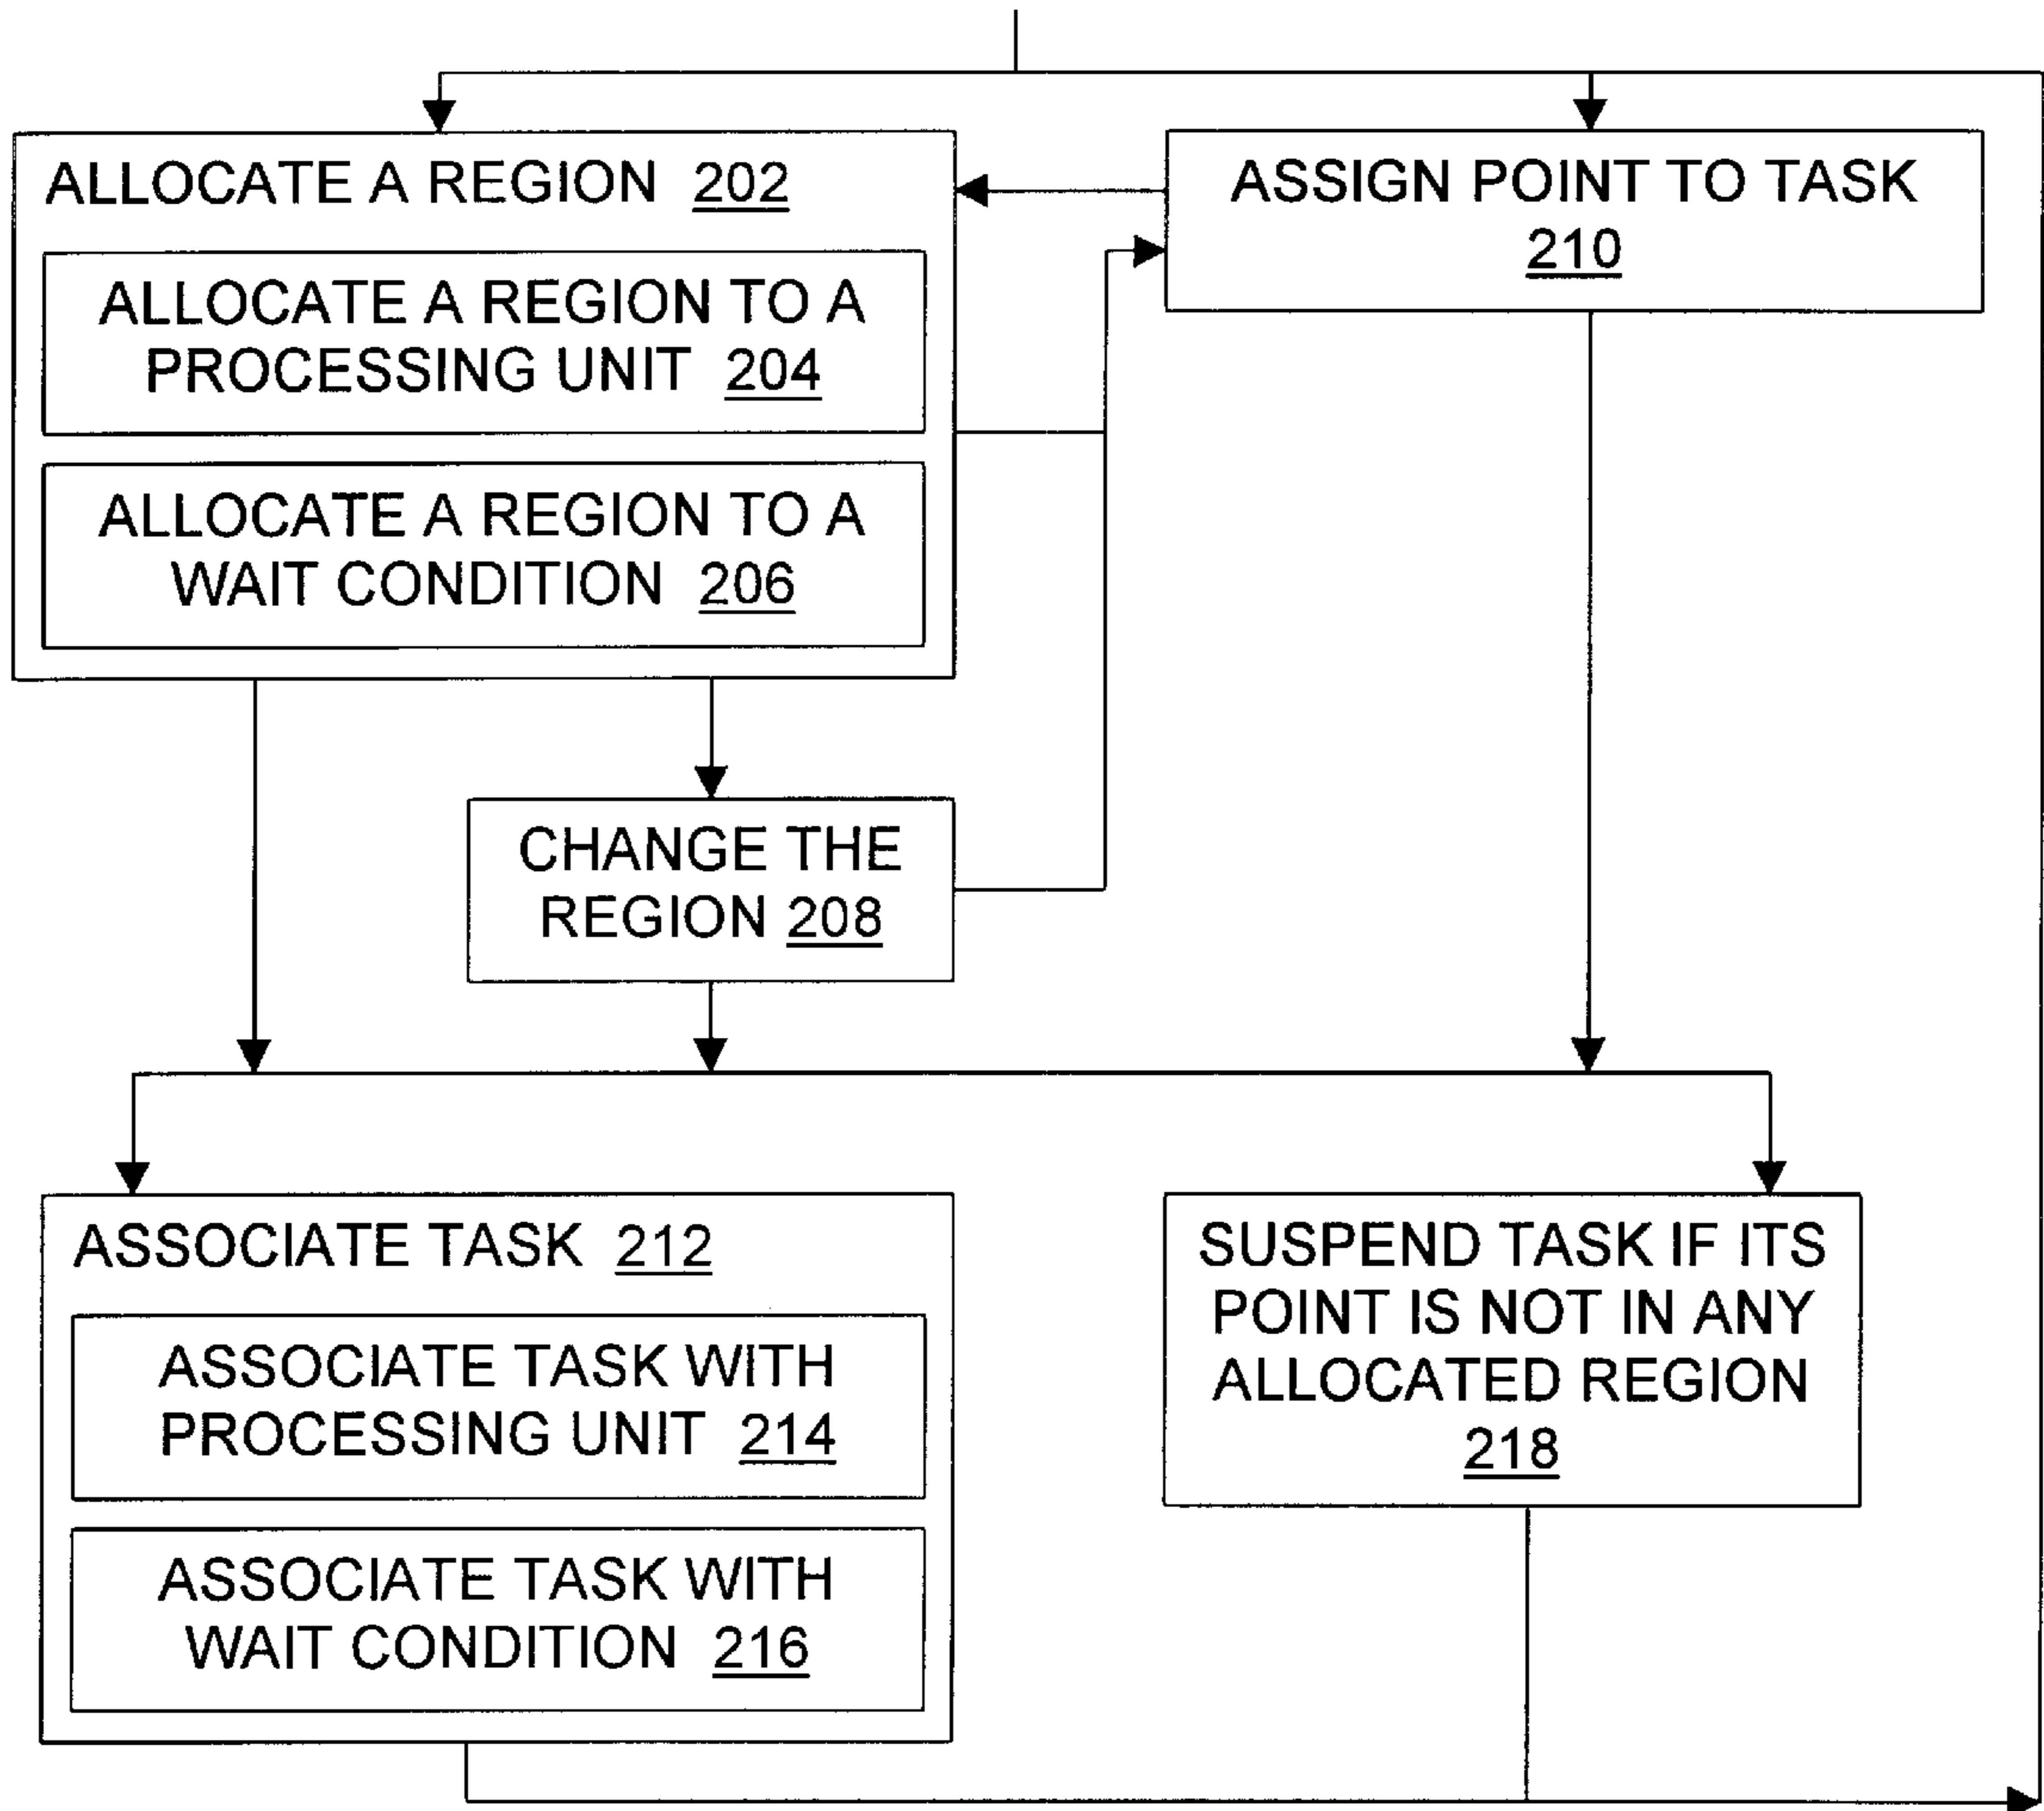 ALLOCATE A REGION 202
ALLOCATE A REGION TO A
PROCESSING UNIT 204
ALLOCATE A REGION TO A
WAIT CONDITION 206
ASSIGN POINT TO TASK
210
CHANGE THE
REGION 208
ASSOCIATE TASK 212
ASSOCIATE TASK WITH
PROCESSING UNIT 214
ASSOCIATE TASK WITH
WAIT CONDITION 216
SUSPEND TASK IF ITS
POINT IS NOT IN ANY
ALLOCATED REGION
218